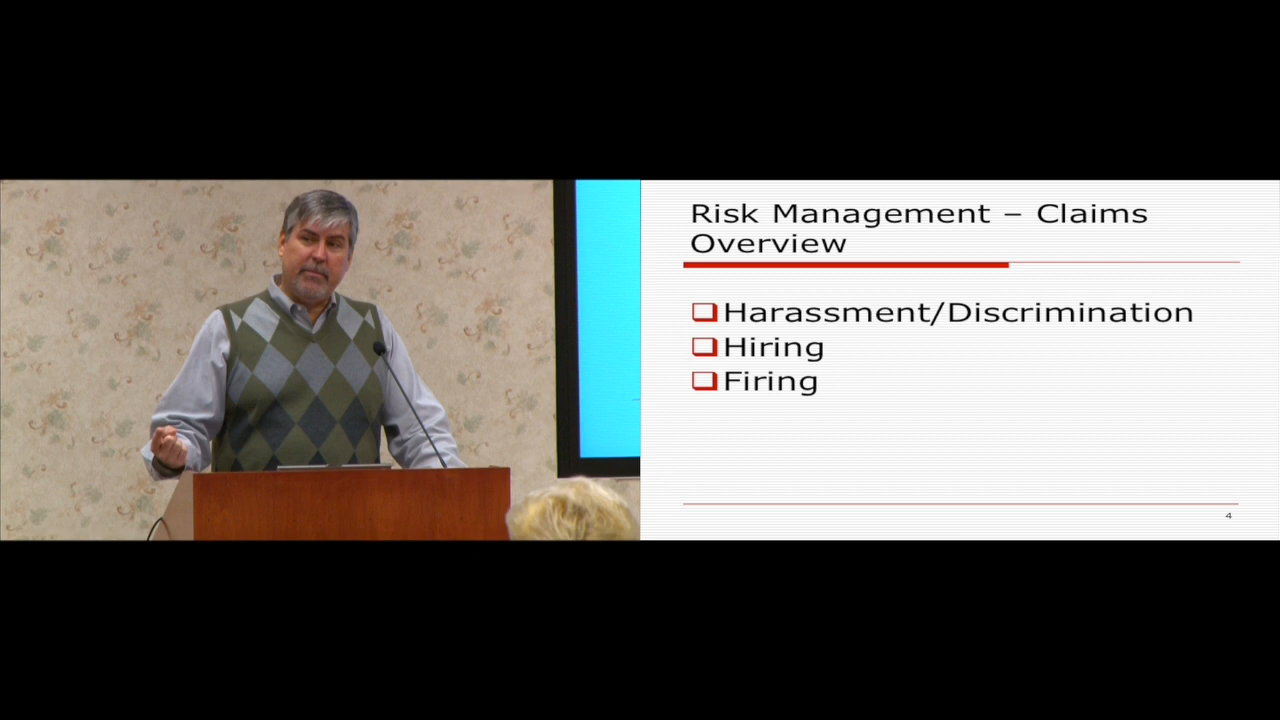 Risk Management – Claims
Overview
Harassment/Discrimination
Hiring
Firing
4